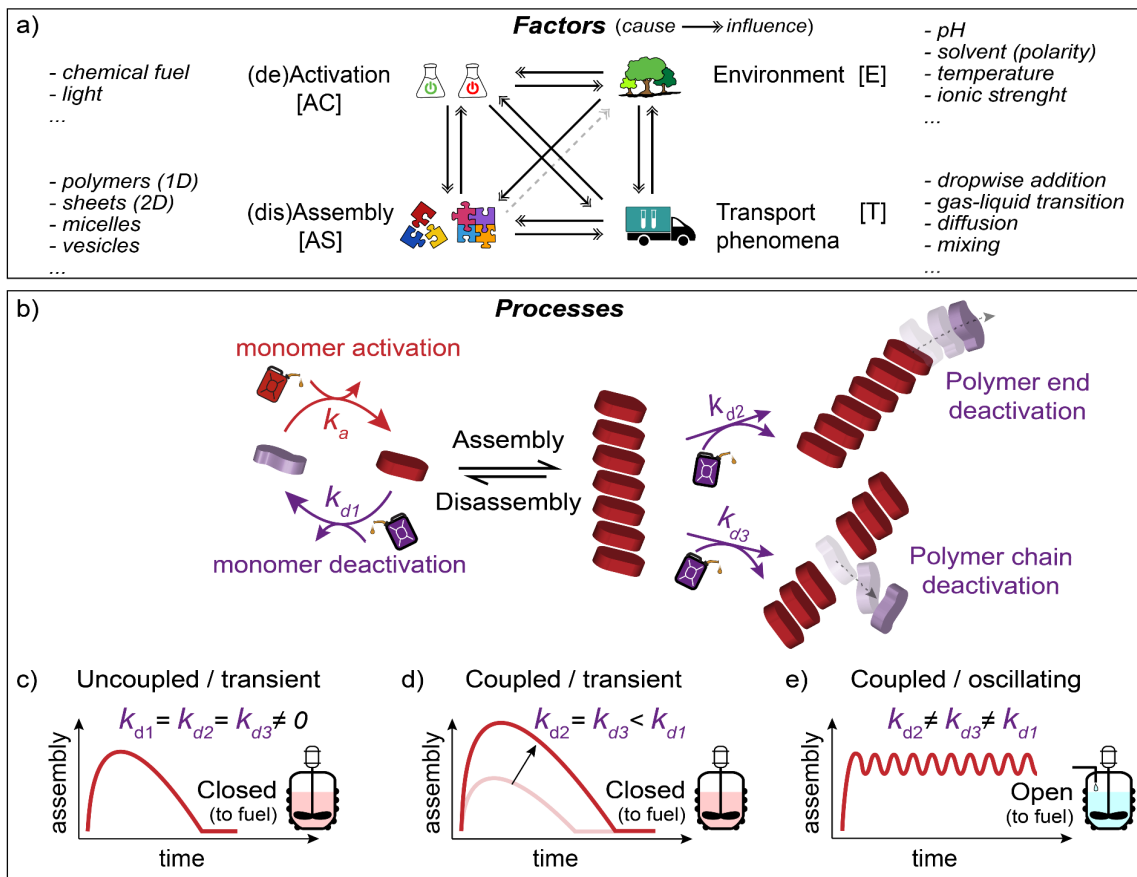 a)
Factors (cause influence)
- chemical fuel
- light
...
(de)Activation
[AC]
Environment [E]
- pH
- solvent (polarity)
- temperature
- ionic strenght
...
- polymers (1D)
- sheets (2D)
- micelles
- vesicles
...
(dis)Assembly
[AS]
Transport
phenomena
[T]
- dropwise addition
- gas-liquid transition
- diffusion
- mixing
...
b)
Processes
monomer activation
ka
kd1
monomer deactivation
Assembly
Disassembly
kd2
Polymer end
deactivation
kd3
Polymer chain
deactivation
c)
Uncoupled / transient
kd1 = kd2 = kd3 ≠ 0
assembly
Closed
(to fuel)
time
d)
Coupled / transient
kd2 = kd3 < kd1
assembly
Closed
(to fuel)
time
e)
Coupled / oscillating
kd2 ≠ kd3 ≠ kd1
assembly
Open
(to fuel)
time